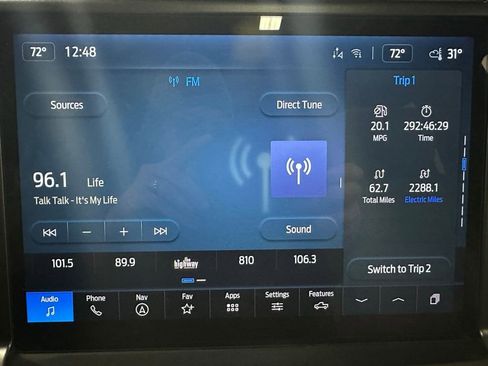 72° 12:48 72° 31°
FM
Trip 1
Sources
Direct Tune
20.1
MPG
292:46:29
Time
96.1 Life
Talk Talk - It's My Life
62.7
Total Miles
2288.1
Electric Miles
Sound
101.5 89.9 the highway 810 106.3
Switch to Trip 2
Audio Phone Nav Fav Apps Settings Features